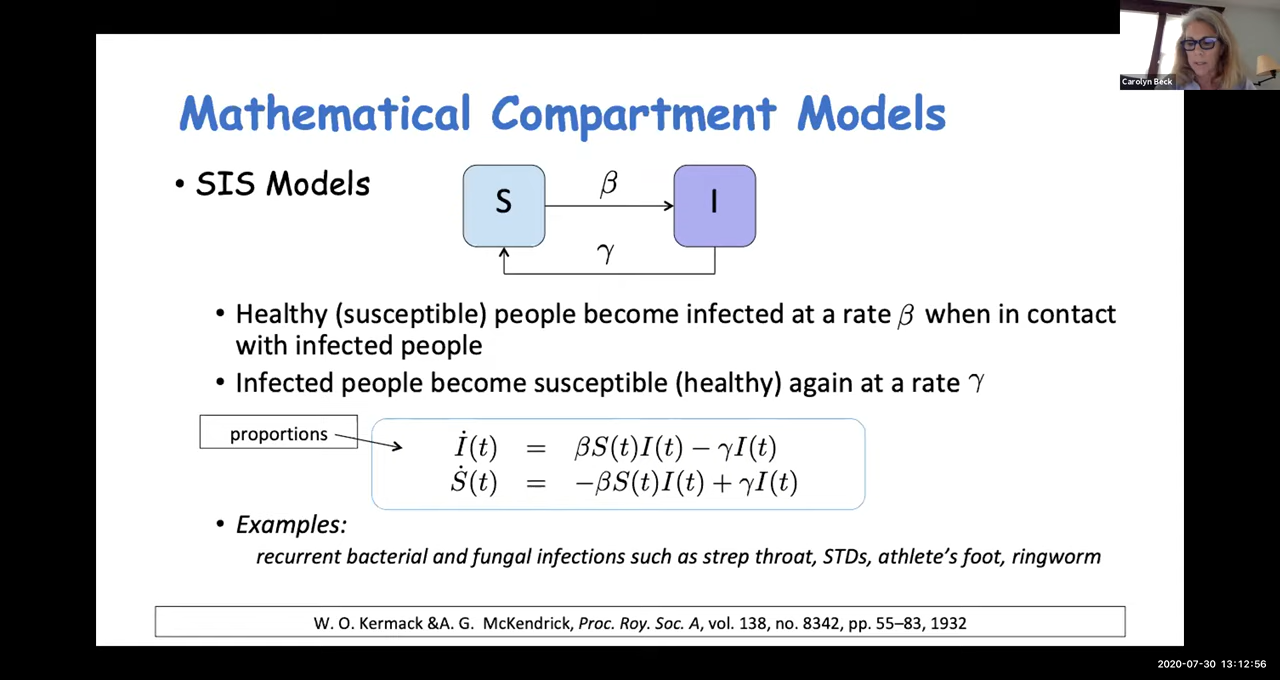 Carolyn Beck
Mathematical Compartment Models
• SIS Models
S
β
I
γ
• Healthy (susceptible) people become infected at a rate β when in contact
with infected people
• Infected people become susceptible (healthy) again at a rate γ
proportions
İ(t) = βS(t)I(t) − γI(t)
Ṡ(t) = −βS(t)I(t) + γI(t)
• Examples:
recurrent bacterial and fungal infections such as strep throat, STDs, athlete's foot, ringworm
W. O. Kermack &A. G. McKendrick, Proc. Roy. Soc. A, vol. 138, no. 8342, pp. 55–83, 1932
2020-07-30 13:12:56